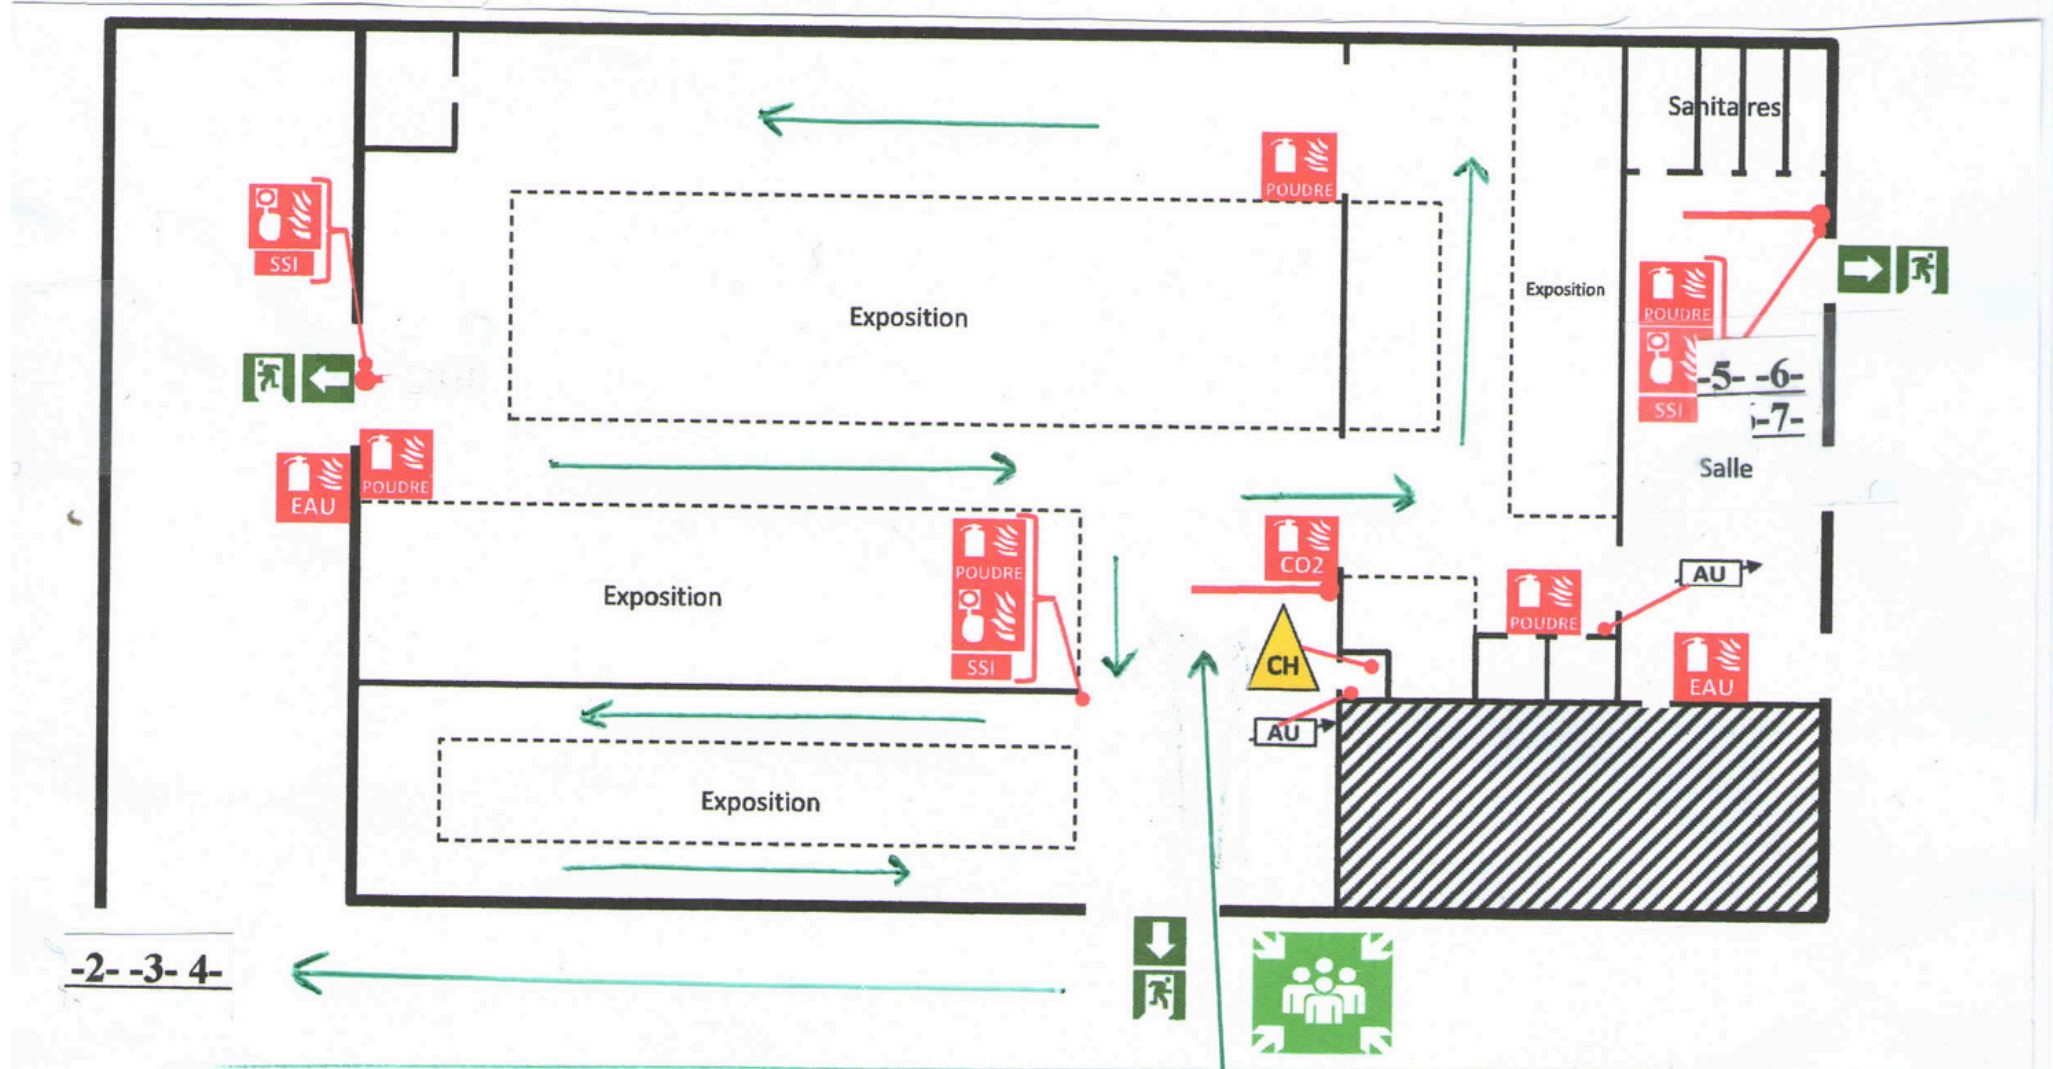 Sanitaires
POUDRE
SSI
Exposition
Exposition
POUDRE
SSI
-5- -6-
-7-
Salle
POUDRE
EAU
POUDRE
SSI
CO2
Exposition
AU
POUDRE
CH
EAU
AU
Exposition
-2- -3- 4-